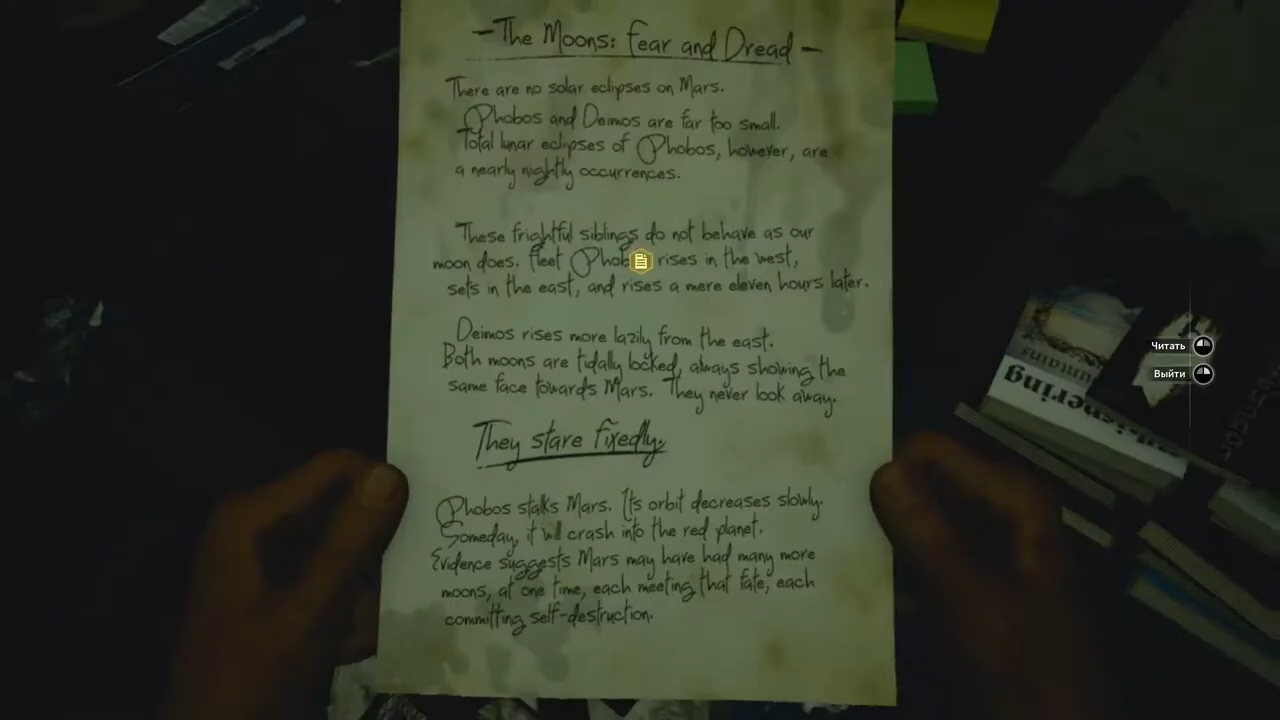 - The Moons: Fear and Dread -
There are no solar eclipses on Mars.
Phobos and Deimos are far too small.
Total lunar eclipses of Phobos, however, are
a nearly nightly occurrences.
These frightful siblings do not behave as our
moon does. Fleet Phob rises in the west,
sets in the east, and rises a mere eleven hours later.
Deimos rises more lazily from the east.
Both moons are tidally locked, always showing the
same face towards Mars. They never look away.
They stare fixedly.
Phobos stalks Mars. Its orbit decreases slowly.
Someday, it will crash into the red planet.
Evidence suggests Mars may have had many more
moons, at one time, each meeting that fate, each
committing self-destruction.
Читать
Выйти